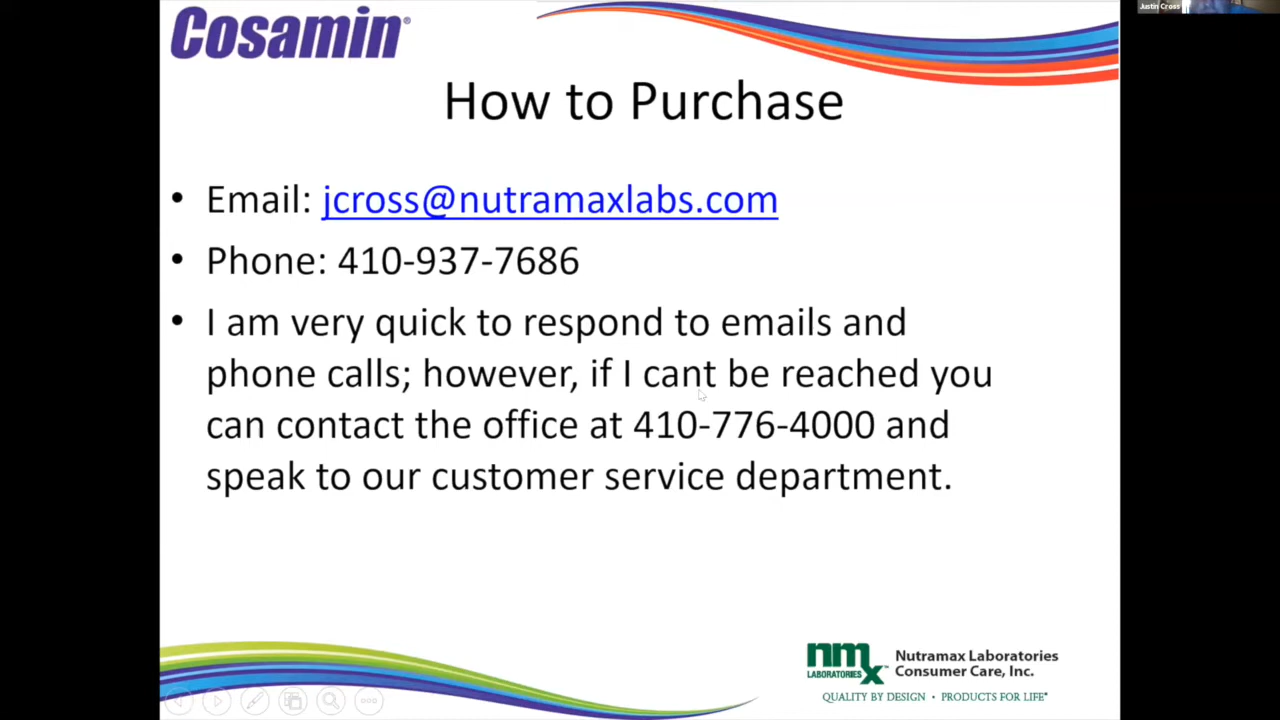 Justin Cross
Cosamin®
How to Purchase
• Email: jcross@nutramaxlabs.com
• Phone: 410-937-7686
• I am very quick to respond to emails and
phone calls; however, if I cant be reached you
can contact the office at 410-776-4000 and
speak to our customer service department.
nmx
LABORATORIES™
Nutramax Laboratories
Consumer Care, Inc.
QUALITY BY DESIGN • PRODUCTS FOR LIFE®